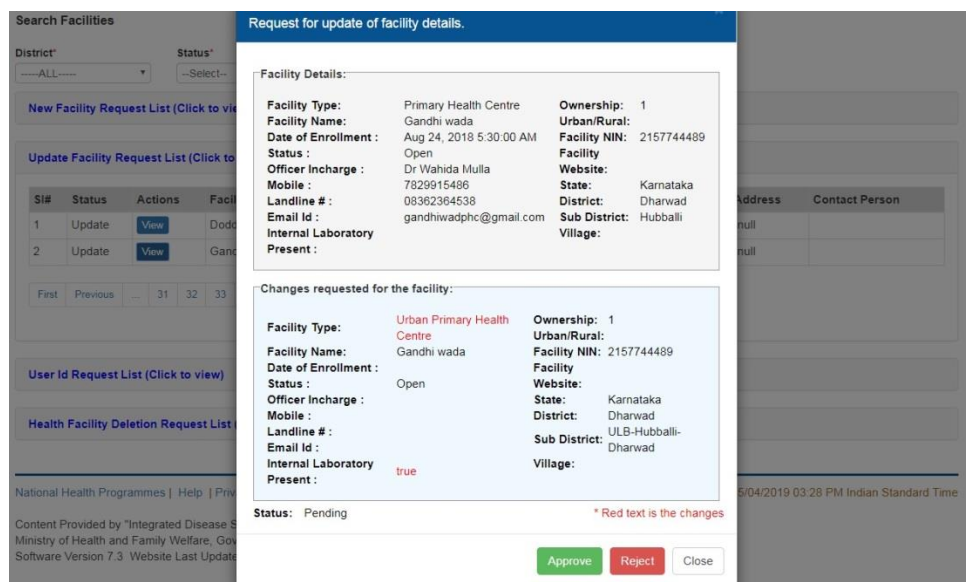 Search Facilities
District*
Status*
-----ALL-----
--Select--
New Facility Request List (Click to vie
Update Facility Request List (Click to
Sl# Status Actions Facil
Address Contact Person
1 Update View Dodd
null
2 Update View Gand
null
First Previous ... 31 32 33
User Id Request List (Click to view)
Health Facility Deletion Request List
National Health Programmes | Help | Priv
5/04/2019 03:28 PM Indian Standard Time
Content Provided by "Integrated Disease S
Ministry of Health and Family Welfare, Gov
Software Version 7.3 Website Last Update
Request for update of facility details.
Facility Details:
Facility Type: Primary Health Centre Ownership: 1
Facility Name: Gandhi wada Urban/Rural:
Date of Enrollment : Aug 24, 2018 5:30:00 AM Facility NIN: 2157744489
Status : Open Facility
Officer Incharge : Dr Wahida Mulla Website:
Mobile : 7829915486 State: Karnataka
Landline # : 08362364538 District: Dharwad
Email Id : gandhiwadphc@gmail.com Sub District: Hubballi
Internal Laboratory Village:
Present :
Changes requested for the facility:
Facility Type: Urban Primary Health Centre Ownership: 1
Urban/Rural:
Facility Name: Gandhi wada Facility NIN: 2157744489
Date of Enrollment : Facility
Status : Open Website:
Officer Incharge : State: Karnataka
Mobile : District: Dharwad
Landline # : Sub District: ULB-Hubballi-Dharwad
Email Id :
Internal Laboratory Village:
Present : true
Status: Pending * Red text is the changes
Approve Reject Close